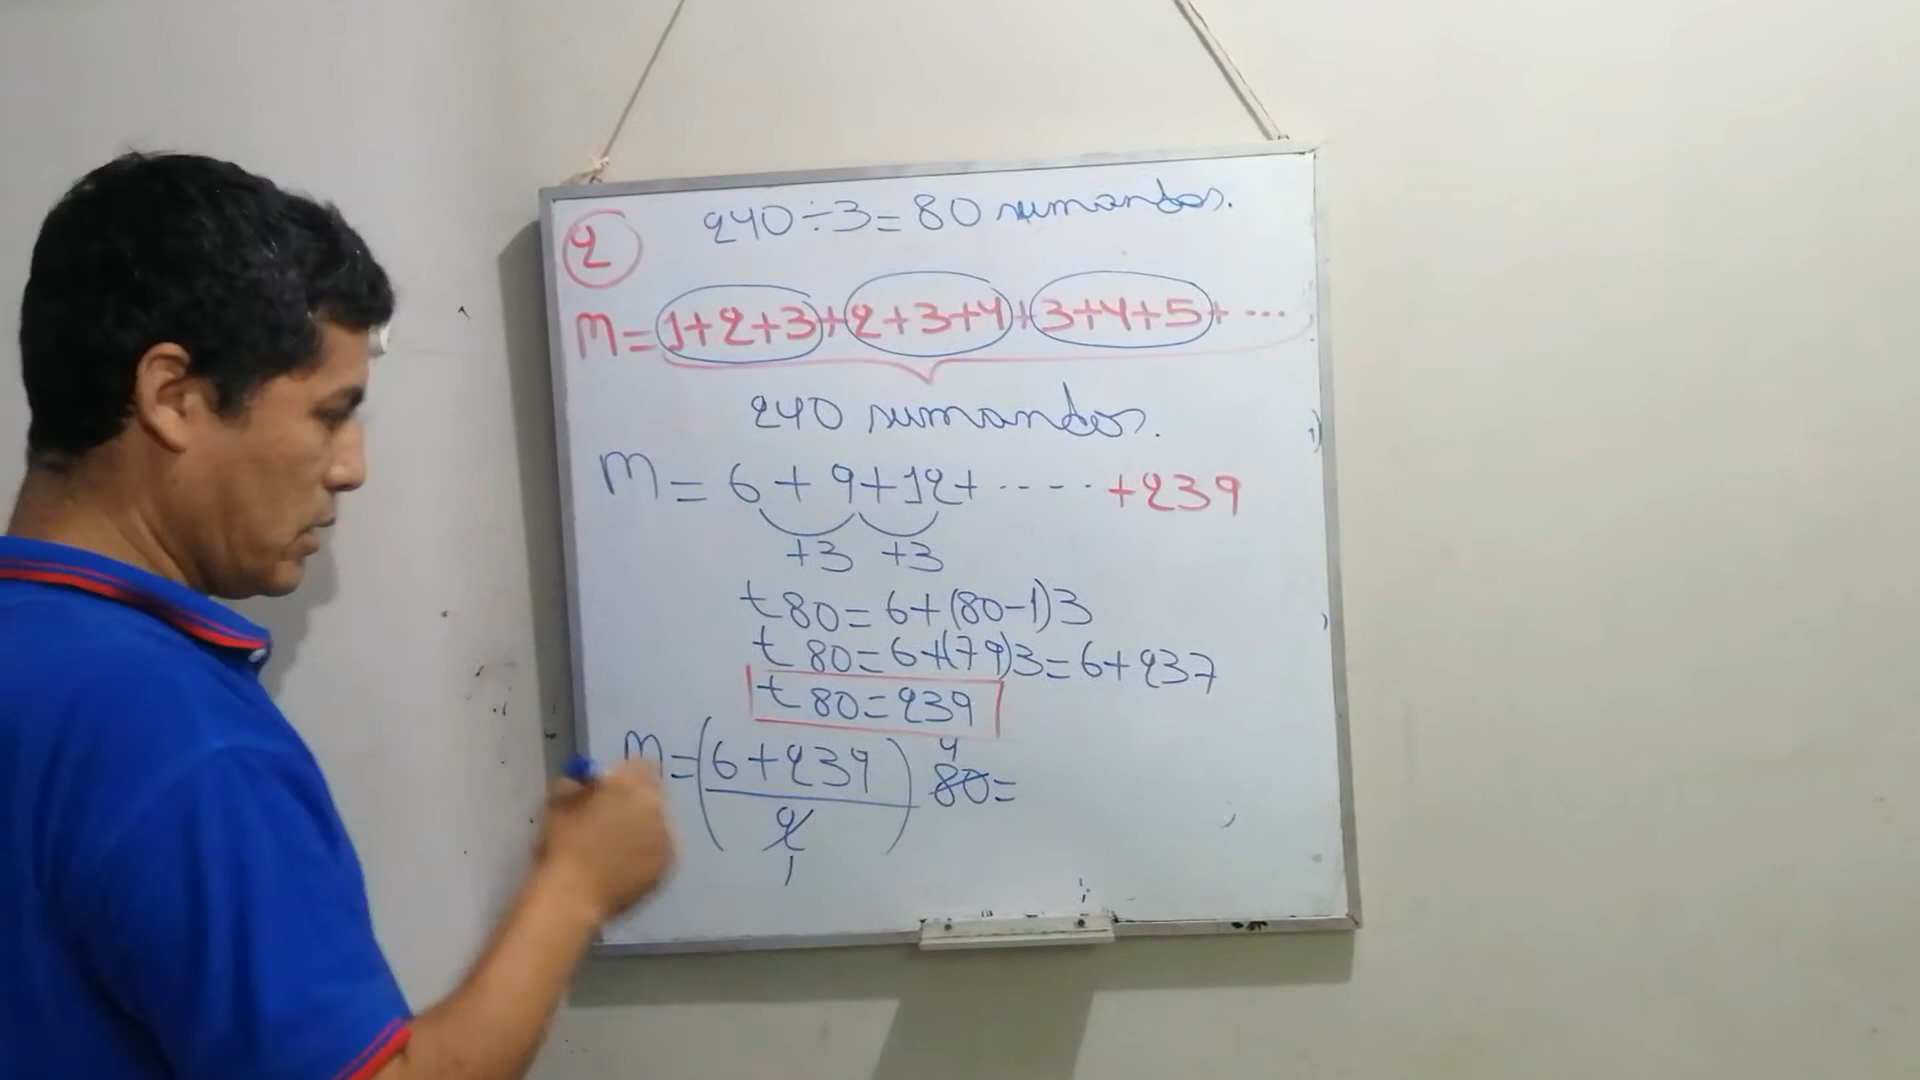 240÷3=80 sumandos.
2
M=1+2+3+2+3+4+3+4+5+...
240 sumandos.
M=6+9+12+.....+239
+3 +3
t80=6+(80-1)3
t80=6+(79)3=6+237
t80=239
4
M=(6+239) 80=
2
1